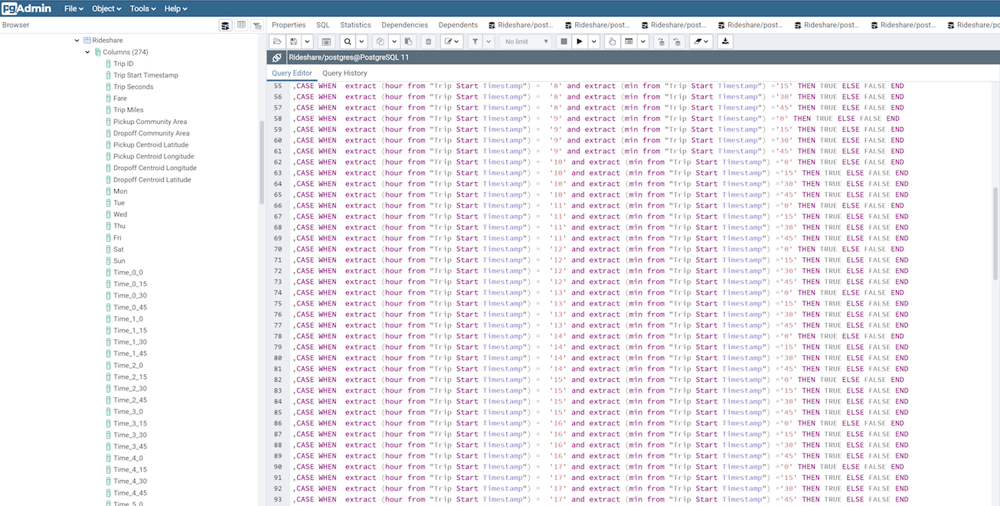 pgAdmin File Object Tools Help
Browser
Properties SQL Statistics Dependencies Dependents Rideshare/post... Rideshare/post... Rideshare/post... Rideshare/post... Rideshare/post... Rideshare/post... Rideshare/po
No limit
Rideshare/postgres@PostgreSQL 11
Query Editor Query History
Rideshare
Columns (274)
Trip ID
Trip Start Timestamp
Trip Seconds
Fare
Trip Miles
Pickup Community Area
Dropoff Community Area
Pickup Centroid Latitude
Pickup Centroid Longitude
Dropoff Centroid Longitude
Dropoff Centroid Latitude
Mon
Tue
Wed
Thu
Fri
Sat
Sun
Time_0_0
Time_0_15
Time_0_30
Time_0_45
Time_1_0
Time_1_15
Time_1_30
Time_1_45
Time_2_0
Time_2_15
Time_2_30
Time_2_45
Time_3_0
Time_3_15
Time_3_30
Time_3_45
Time_4_0
Time_4_15
Time_4_30
Time_4_45
Time_5_0
55 ,CASE WHEN extract (hour from "Trip Start Timestamp") = '8' and extract (min from "Trip Start Timestamp") ='15' THEN TRUE ELSE FALSE END
56 ,CASE WHEN extract (hour from "Trip Start Timestamp") = '8' and extract (min from "Trip Start Timestamp") ='30' THEN TRUE ELSE FALSE END
57 ,CASE WHEN extract (hour from "Trip Start Timestamp") = '8' and extract (min from "Trip Start Timestamp") ='45' THEN TRUE ELSE FALSE END
58 ,CASE WHEN extract (hour from "Trip Start Timestamp") = '9' and extract (min from "Trip Start Timestamp") ='0' THEN TRUE ELSE FALSE END
59 ,CASE WHEN extract (hour from "Trip Start Timestamp") = '9' and extract (min from "Trip Start Timestamp") ='15' THEN TRUE ELSE FALSE END
60 ,CASE WHEN extract (hour from "Trip Start Timestamp") = '9' and extract (min from "Trip Start Timestamp") ='30' THEN TRUE ELSE FALSE END
61 ,CASE WHEN extract (hour from "Trip Start Timestamp") = '9' and extract (min from "Trip Start Timestamp") ='45' THEN TRUE ELSE FALSE END
62 ,CASE WHEN extract (hour from "Trip Start Timestamp") = '10' and extract (min from "Trip Start Timestamp") ='0' THEN TRUE ELSE FALSE END
63 ,CASE WHEN extract (hour from "Trip Start Timestamp") = '10' and extract (min from "Trip Start Timestamp") ='15' THEN TRUE ELSE FALSE END
64 ,CASE WHEN extract (hour from "Trip Start Timestamp") = '10' and extract (min from "Trip Start Timestamp") ='30' THEN TRUE ELSE FALSE END
65 ,CASE WHEN extract (hour from "Trip Start Timestamp") = '10' and extract (min from "Trip Start Timestamp") ='45' THEN TRUE ELSE FALSE END
66 ,CASE WHEN extract (hour from "Trip Start Timestamp") = '11' and extract (min from "Trip Start Timestamp") ='0' THEN TRUE ELSE FALSE END
67 ,CASE WHEN extract (hour from "Trip Start Timestamp") = '11' and extract (min from "Trip Start Timestamp") ='15' THEN TRUE ELSE FALSE END
68 ,CASE WHEN extract (hour from "Trip Start Timestamp") = '11' and extract (min from "Trip Start Timestamp") ='30' THEN TRUE ELSE FALSE END
69 ,CASE WHEN extract (hour from "Trip Start Timestamp") = '11' and extract (min from "Trip Start Timestamp") ='45' THEN TRUE ELSE FALSE END
70 ,CASE WHEN extract (hour from "Trip Start Timestamp") = '12' and extract (min from "Trip Start Timestamp") ='0' THEN TRUE ELSE FALSE END
71 ,CASE WHEN extract (hour from "Trip Start Timestamp") = '12' and extract (min from "Trip Start Timestamp") ='15' THEN TRUE ELSE FALSE END
72 ,CASE WHEN extract (hour from "Trip Start Timestamp") = '12' and extract (min from "Trip Start Timestamp") ='30' THEN TRUE ELSE FALSE END
73 ,CASE WHEN extract (hour from "Trip Start Timestamp") = '12' and extract (min from "Trip Start Timestamp") ='45' THEN TRUE ELSE FALSE END
74 ,CASE WHEN extract (hour from "Trip Start Timestamp") = '13' and extract (min from "Trip Start Timestamp") ='0' THEN TRUE ELSE FALSE END
75 ,CASE WHEN extract (hour from "Trip Start Timestamp") = '13' and extract (min from "Trip Start Timestamp") ='15' THEN TRUE ELSE FALSE END
76 ,CASE WHEN extract (hour from "Trip Start Timestamp") = '13' and extract (min from "Trip Start Timestamp") ='30' THEN TRUE ELSE FALSE END
77 ,CASE WHEN extract (hour from "Trip Start Timestamp") = '13' and extract (min from "Trip Start Timestamp") ='45' THEN TRUE ELSE FALSE END
78 ,CASE WHEN extract (hour from "Trip Start Timestamp") = '14' and extract (min from "Trip Start Timestamp") ='0' THEN TRUE ELSE FALSE END
79 ,CASE WHEN extract (hour from "Trip Start Timestamp") = '14' and extract (min from "Trip Start Timestamp") ='15' THEN TRUE ELSE FALSE END
80 ,CASE WHEN extract (hour from "Trip Start Timestamp") = '14' and extract (min from "Trip Start Timestamp") ='30' THEN TRUE ELSE FALSE END
81 ,CASE WHEN extract (hour from "Trip Start Timestamp") = '14' and extract (min from "Trip Start Timestamp") ='45' THEN TRUE ELSE FALSE END
82 ,CASE WHEN extract (hour from "Trip Start Timestamp") = '15' and extract (min from "Trip Start Timestamp") ='0' THEN TRUE ELSE FALSE END
83 ,CASE WHEN extract (hour from "Trip Start Timestamp") = '15' and extract (min from "Trip Start Timestamp") ='15' THEN TRUE ELSE FALSE END
84 ,CASE WHEN extract (hour from "Trip Start Timestamp") = '15' and extract (min from "Trip Start Timestamp") ='30' THEN TRUE ELSE FALSE END
85 ,CASE WHEN extract (hour from "Trip Start Timestamp") = '15' and extract (min from "Trip Start Timestamp") ='45' THEN TRUE ELSE FALSE END
86 ,CASE WHEN extract (hour from "Trip Start Timestamp") = '16' and extract (min from "Trip Start Timestamp") ='0' THEN TRUE ELSE FALSE END
87 ,CASE WHEN extract (hour from "Trip Start Timestamp") = '16' and extract (min from "Trip Start Timestamp") ='15' THEN TRUE ELSE FALSE END
88 ,CASE WHEN extract (hour from "Trip Start Timestamp") = '16' and extract (min from "Trip Start Timestamp") ='30' THEN TRUE ELSE FALSE END
89 ,CASE WHEN extract (hour from "Trip Start Timestamp") = '16' and extract (min from "Trip Start Timestamp") ='45' THEN TRUE ELSE FALSE END
90 ,CASE WHEN extract (hour from "Trip Start Timestamp") = '17' and extract (min from "Trip Start Timestamp") ='0' THEN TRUE ELSE FALSE END
91 ,CASE WHEN extract (hour from "Trip Start Timestamp") = '17' and extract (min from "Trip Start Timestamp") ='15' THEN TRUE ELSE FALSE END
92 ,CASE WHEN extract (hour from "Trip Start Timestamp") = '17' and extract (min from "Trip Start Timestamp") ='30' THEN TRUE ELSE FALSE END
93 ,CASE WHEN extract (hour from "Trip Start Timestamp") = '17' and extract (min from "Trip Start Timestamp") ='45' THEN TRUE ELSE FALSE END